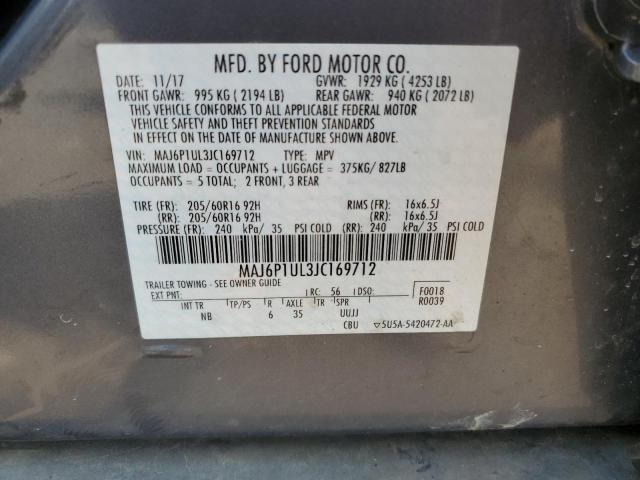 MFD. BY FORD MOTOR CO.
DATE: 11/17 GVWR: 1929 KG ( 4253 LB)
FRONT GAWR: 995 KG ( 2194 LB) REAR GAWR: 940 KG ( 2072 LB)
THIS VEHICLE CONFORMS TO ALL APPLICABLE FEDERAL MOTOR
VEHICLE SAFETY AND THEFT PREVENTION STANDARDS
IN EFFECT ON THE DATE OF MANUFACTURE SHOWN ABOVE.
VIN: MAJ6P1UL3JC169712 TYPE: MPV
MAXIMUM LOAD = OCCUPANTS + LUGGAGE = 375KG/ 827LB
OCCUPANTS = 5 TOTAL; 2 FRONT, 3 REAR
TIRE (FR): 205/60R16 92H RIMS (FR): 16x6.5J
(RR): 205/60R16 92H (RR): 16x6.5J
PRESSURE (FR): 240 kPa/ 35 PSI COLD (RR): 240 kPa/ 35 PSI COLD
MAJ6P1UL3JC169712
TRAILER TOWING - SEE OWNER GUIDE
EXT PNT: RC: 56 DSO: F0018
R0039
INT TR TP/PS R AXLE TR SPR
NB 6 35 UUJJ
CBU ▽5U5A-5420472-AA